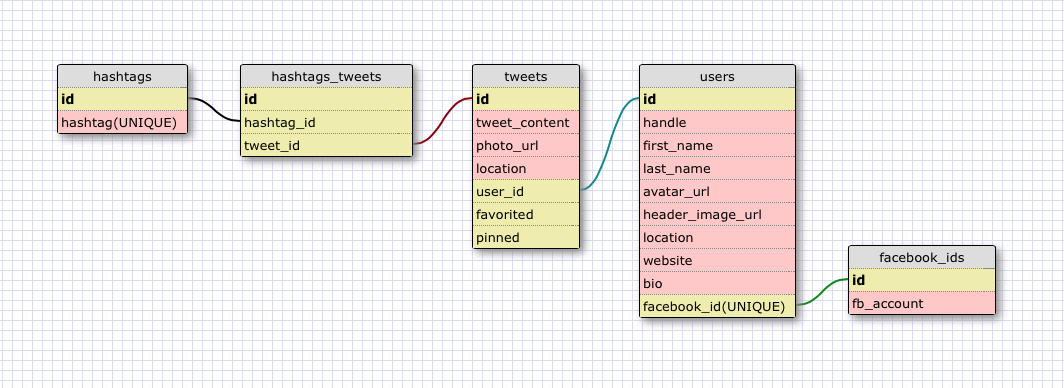 hashtags
id
hashtag(UNIQUE)
hashtags_tweets
id
hashtag_id
tweet_id
tweets
id
tweet_content
photo_url
location
user_id
favorited
pinned
users
id
handle
first_name
last_name
avatar_url
header_image_url
location
website
bio
facebook_id(UNIQUE)
facebook_ids
id
fb_account